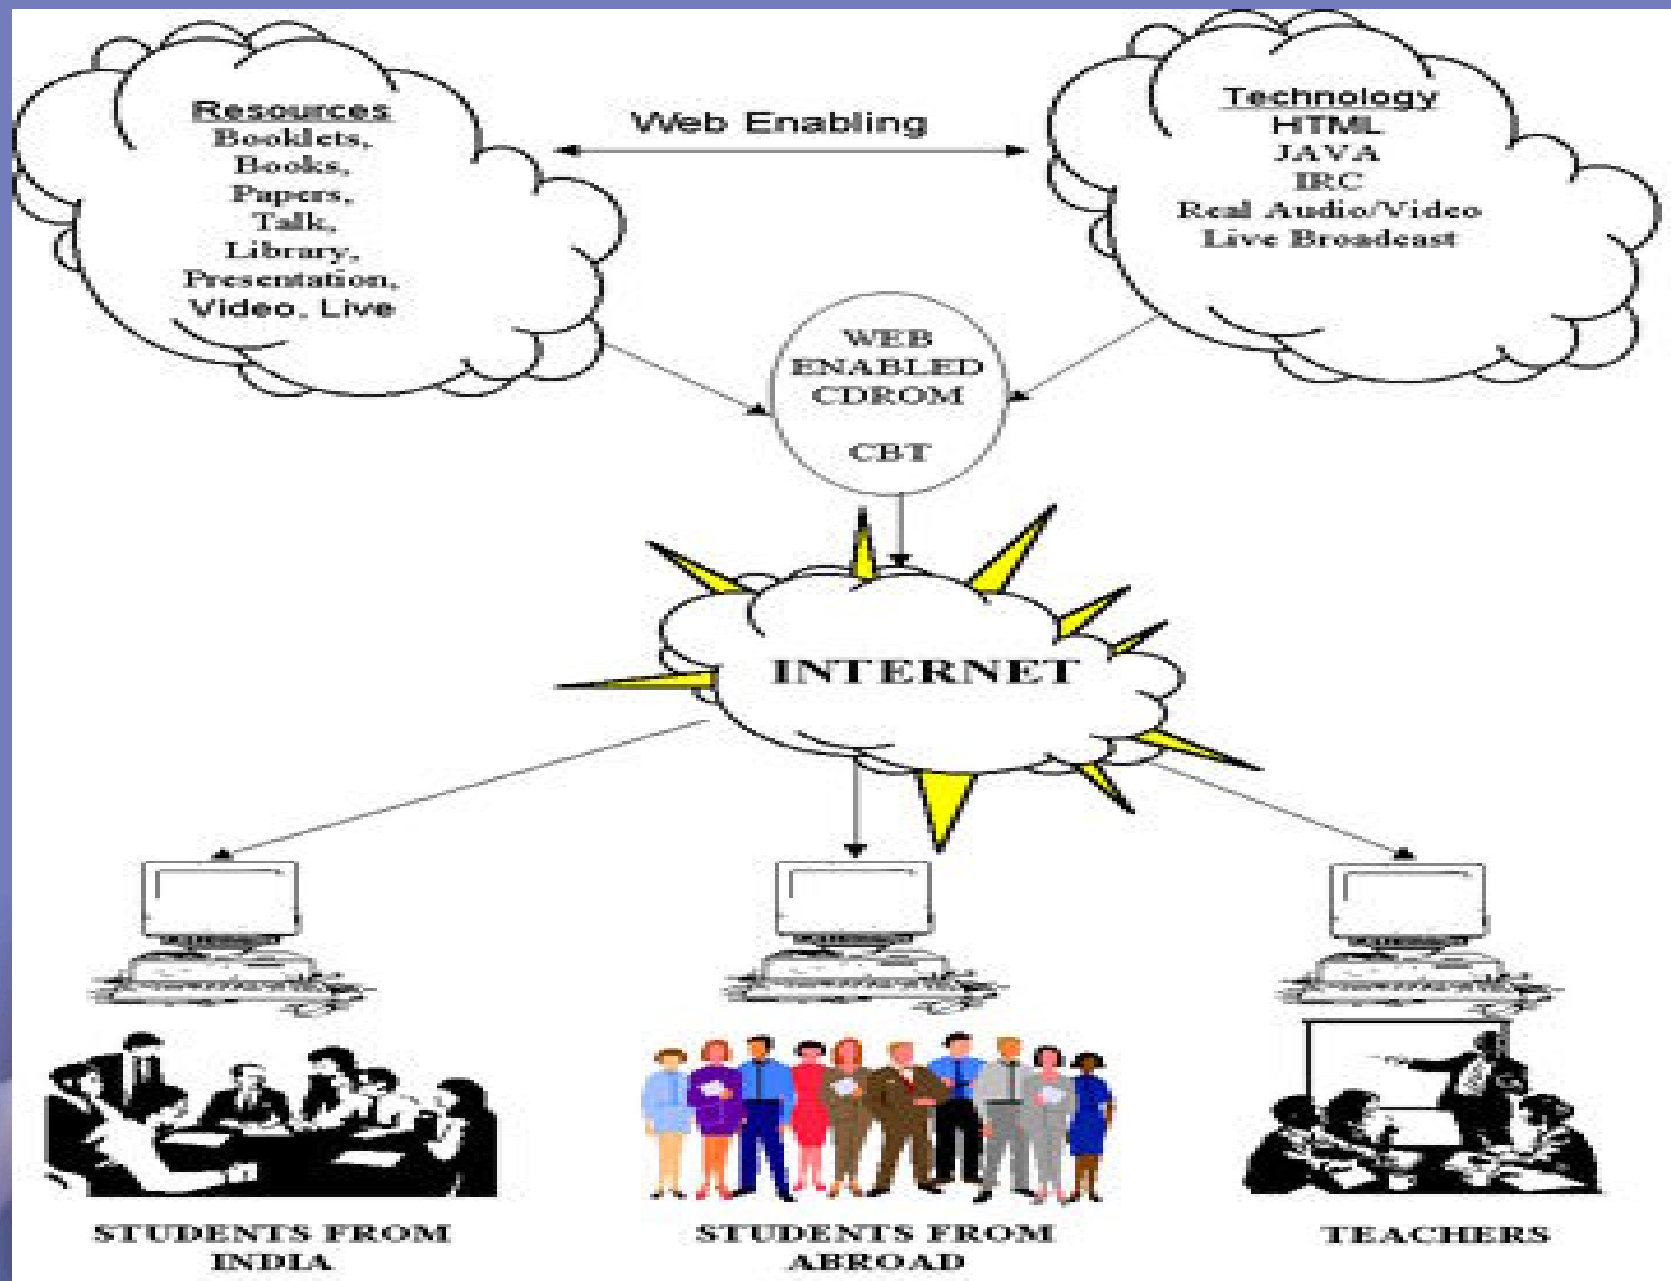 Resources
Booklets,
Books,
Papers,
Talk,
Library,
Presentation,
Video, Live
Web Enabling
Technology
HTML
JAVA
IRC
Real Audio/Video
Live Broadcast
WEB
ENABLED
CDROM
CBT
INTERNET
STUDENTS FROM
INDIA
STUDENTS FROM
ABROAD
TEACHERS